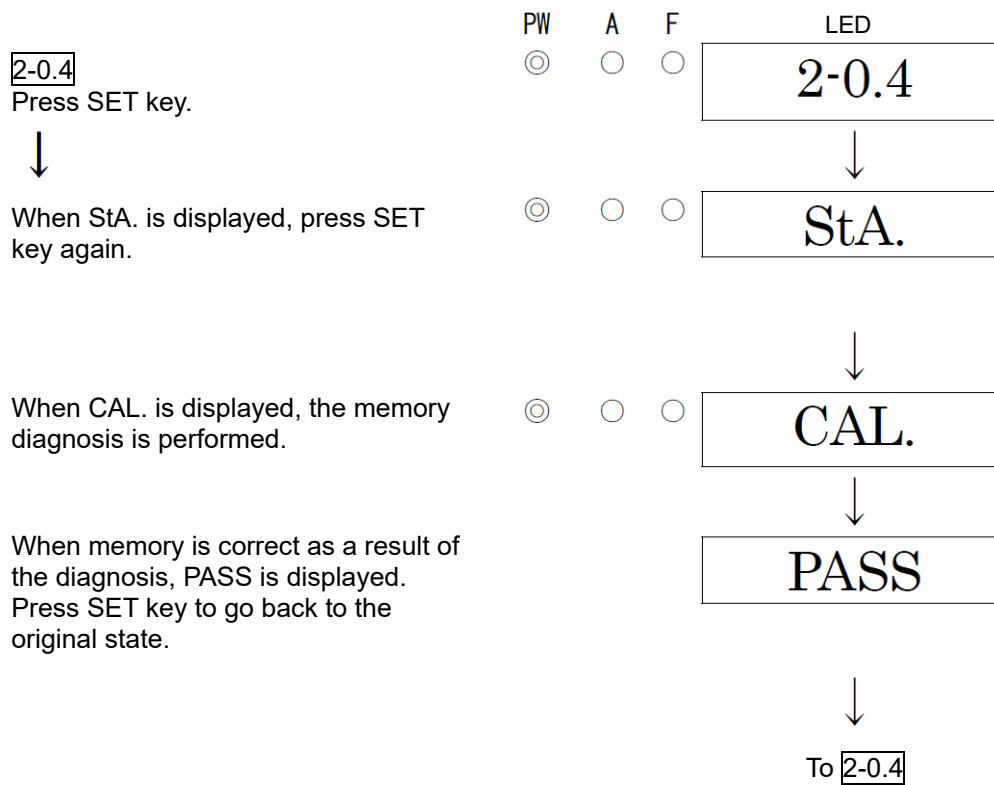 PW A F LED
2-0.4
Press SET key.
2-0.4
When StA. is displayed, press SET
key again.
StA.
When CAL. is displayed, the memory
diagnosis is performed.
CAL.
When memory is correct as a result of
the diagnosis, PASS is displayed.
Press SET key to go back to the
original state.
PASS
To 2-0.4